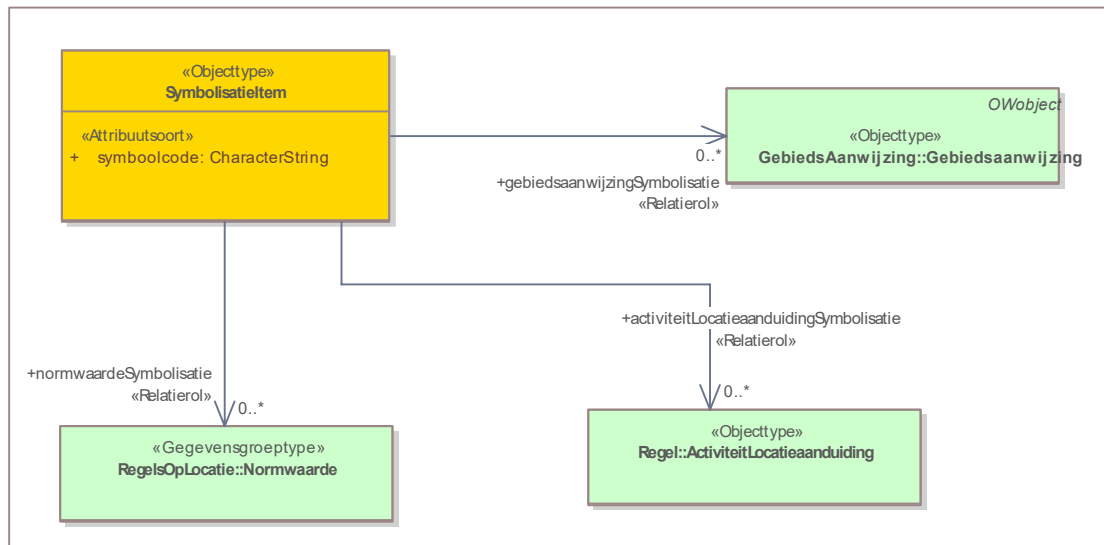 «Objecttype»
SymbolisatieItem
«Attribuutsoort»
+ symboolcode: CharacterString
OWobject
«Objecttype»
GebiedsAanwijzing::Gebiedsaanwijzing
0..*
+gebiedsaanwijzingSymbolisatie
«Relatierol»
+activiteitLocatieaanduidingSymbolisatie
«Relatierol»
+normwaardeSymbolisatie
«Relatierol»
0..*
0..*
«Gegevensgroeptype»
RegelsOpLocatie::Normwaarde
«Objecttype»
Regel::ActiviteitLocatieaanduiding